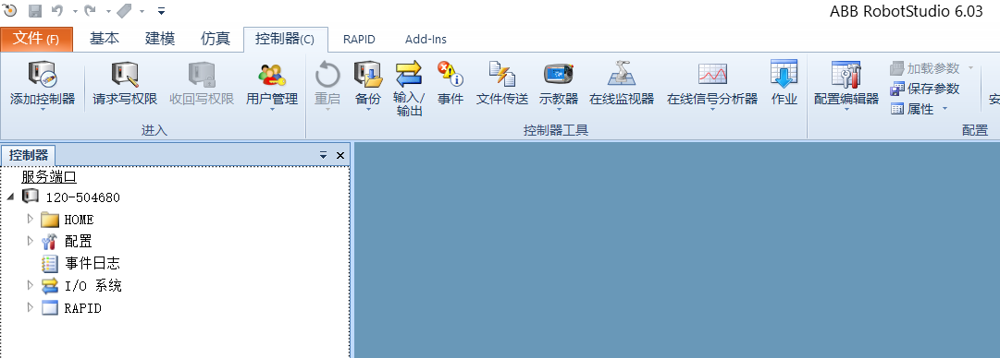 ABB RobotStudio 6.03
文件(F) 基本 建模 仿真 控制器(C) RAPID Add-Ins
添加控制器 请求写权限 收回写权限 用户管理 重启 备份 输入/输出 事件 文件传送 示教器 在线监视器 在线信号分析器 作业 配置编辑器
加载参数
保存参数
属性
安
进入 控制器工具 配置
控制器
服务端口
120-504680
HOME
配置
事件日志
I/O 系统
RAPID